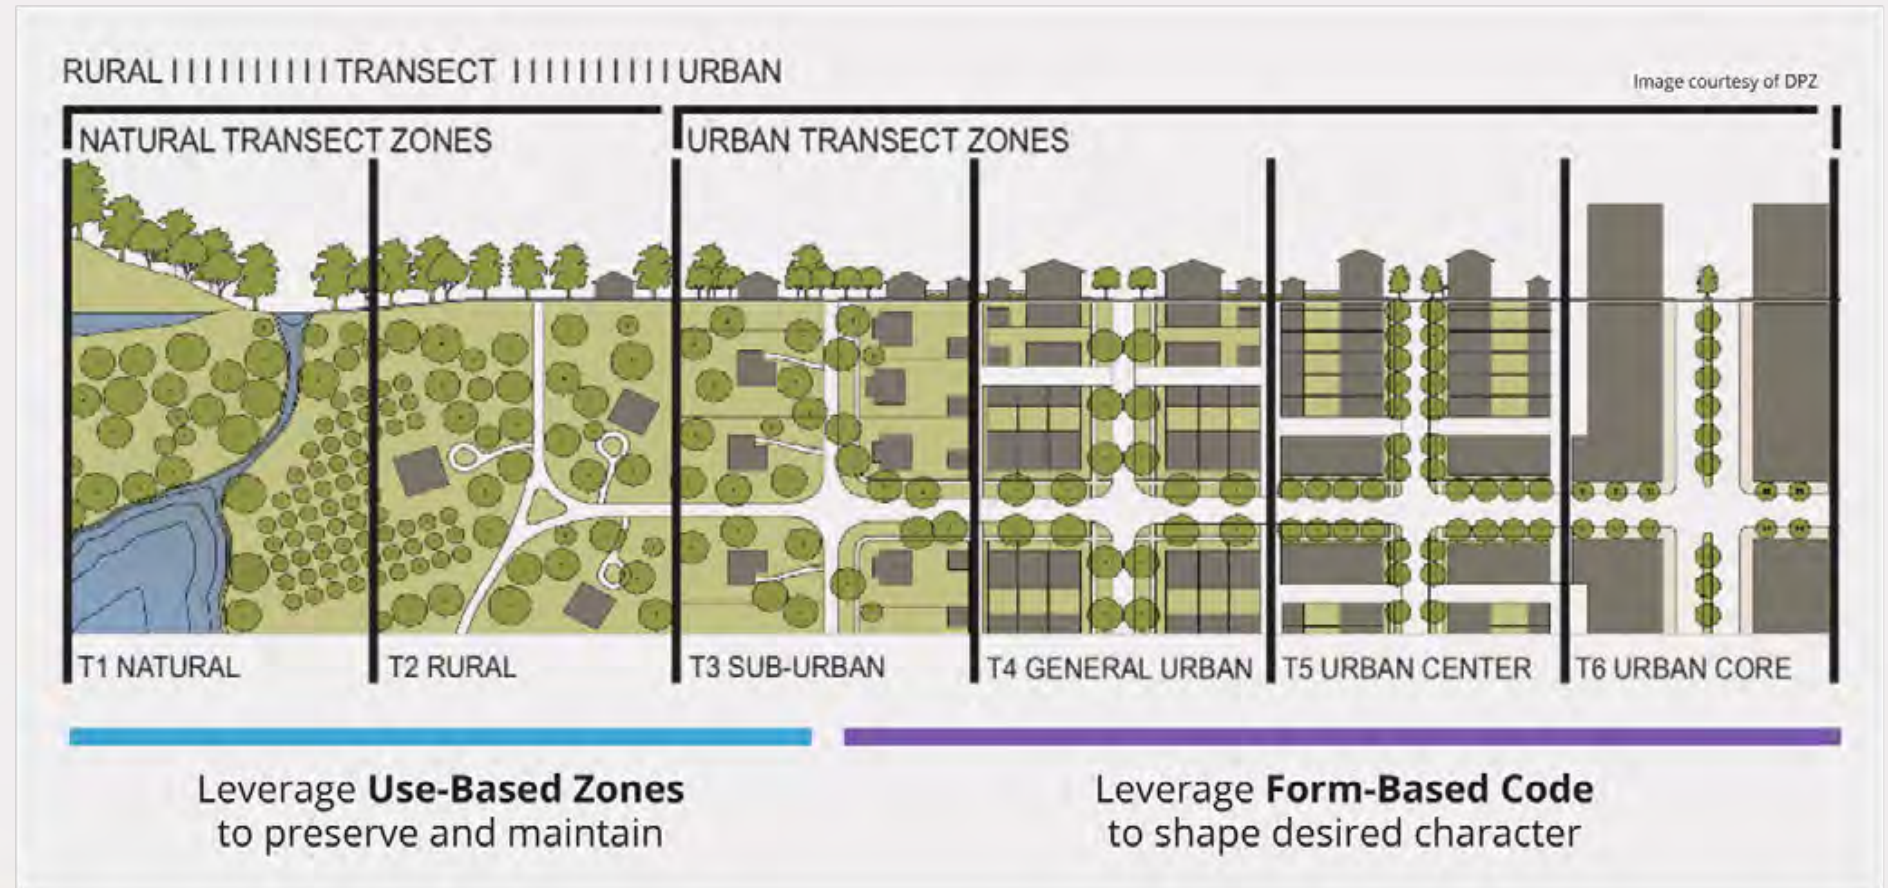 RURAL IIIIIIIIII TRANSECT IIIIIIIIII URBAN
Image courtesy of DPZ
NATURAL TRANSECT ZONES
URBAN TRANSECT ZONES
T1 NATURAL
T2 RURAL
T3 SUB-URBAN
T4 GENERAL URBAN
T5 URBAN CENTER
T6 URBAN CORE
Leverage Use-Based Zones
to preserve and maintain
Leverage Form-Based Code
to shape desired character